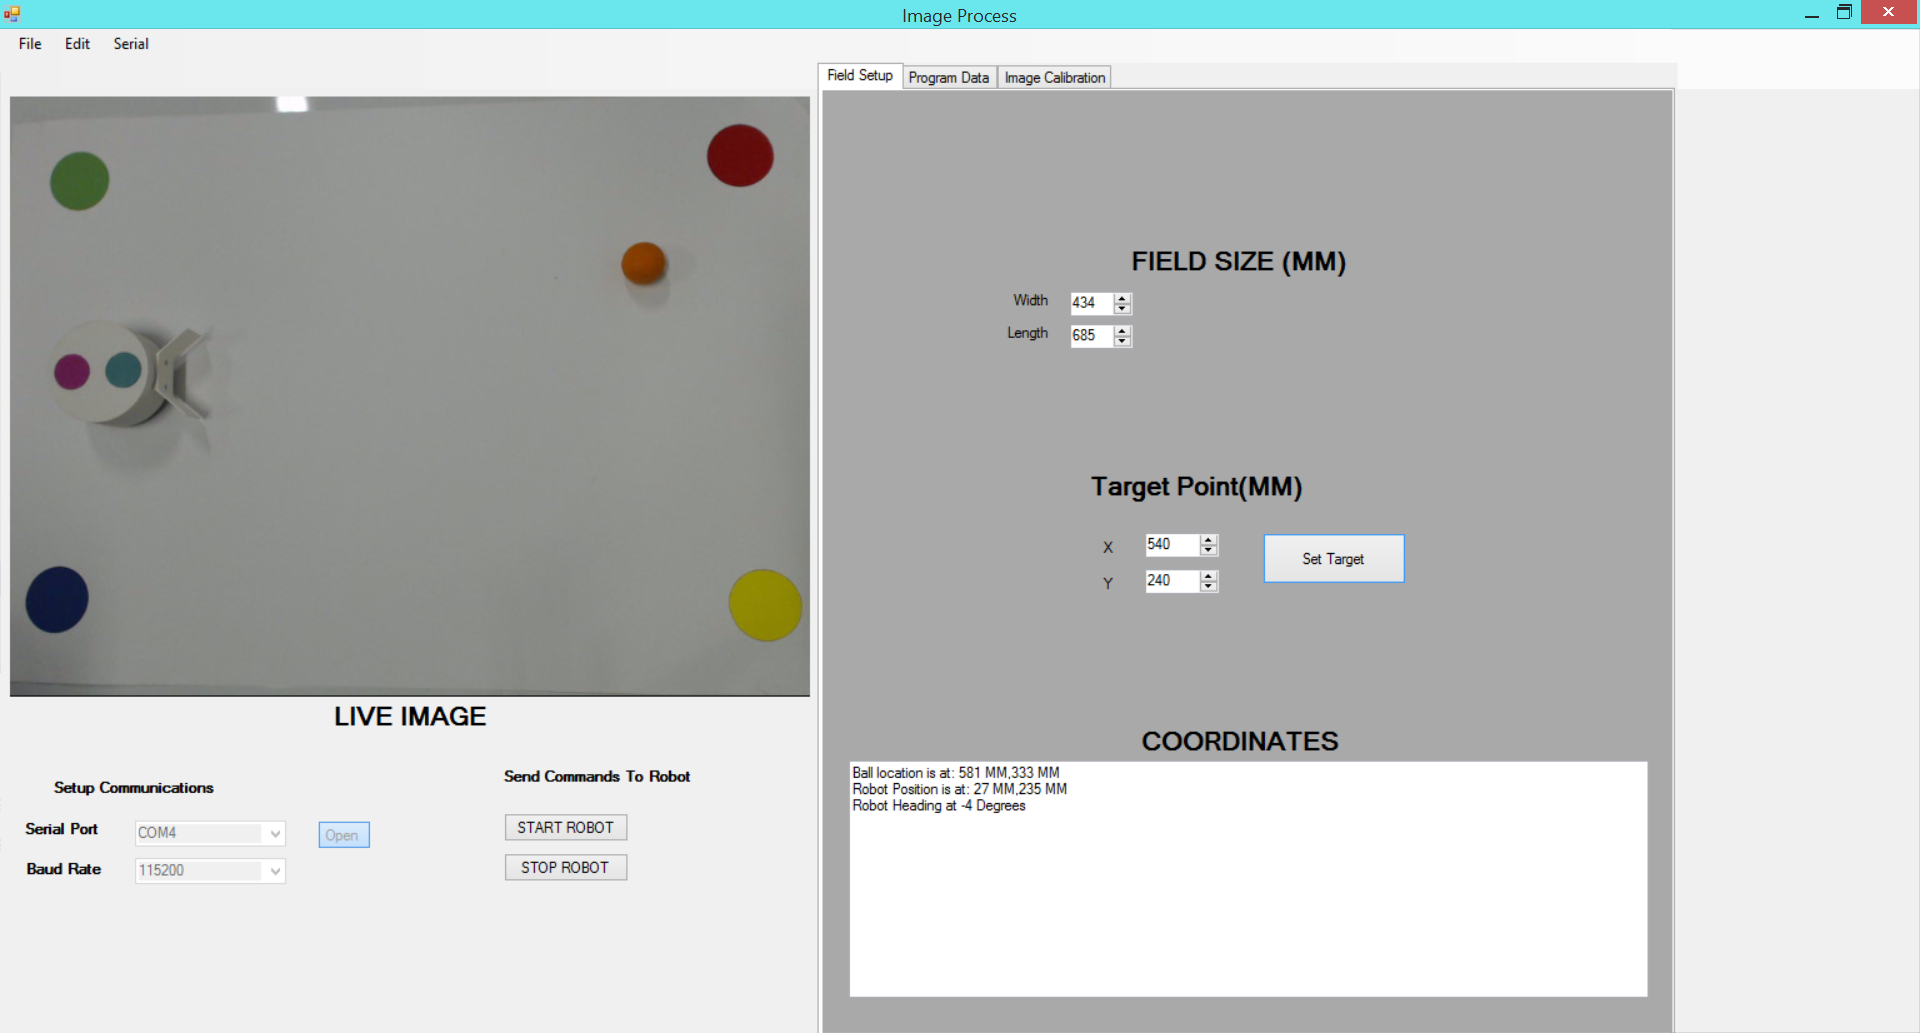 Image Process
File Edit Serial
Field Setup Program Data Image Calibration
FIELD SIZE (MM)
Width 434
Length 685
Target Point(MM)
X 540
Y 240
Set Target
LIVE IMAGE
COORDINATES
Ball location is at: 581 MM,333 MM
Robot Position is at: 27 MM,235 MM
Robot Heading at -4 Degrees
Setup Communications
Serial Port COM4 Open
Baud Rate 115200
Send Commands To Robot
START ROBOT
STOP ROBOT